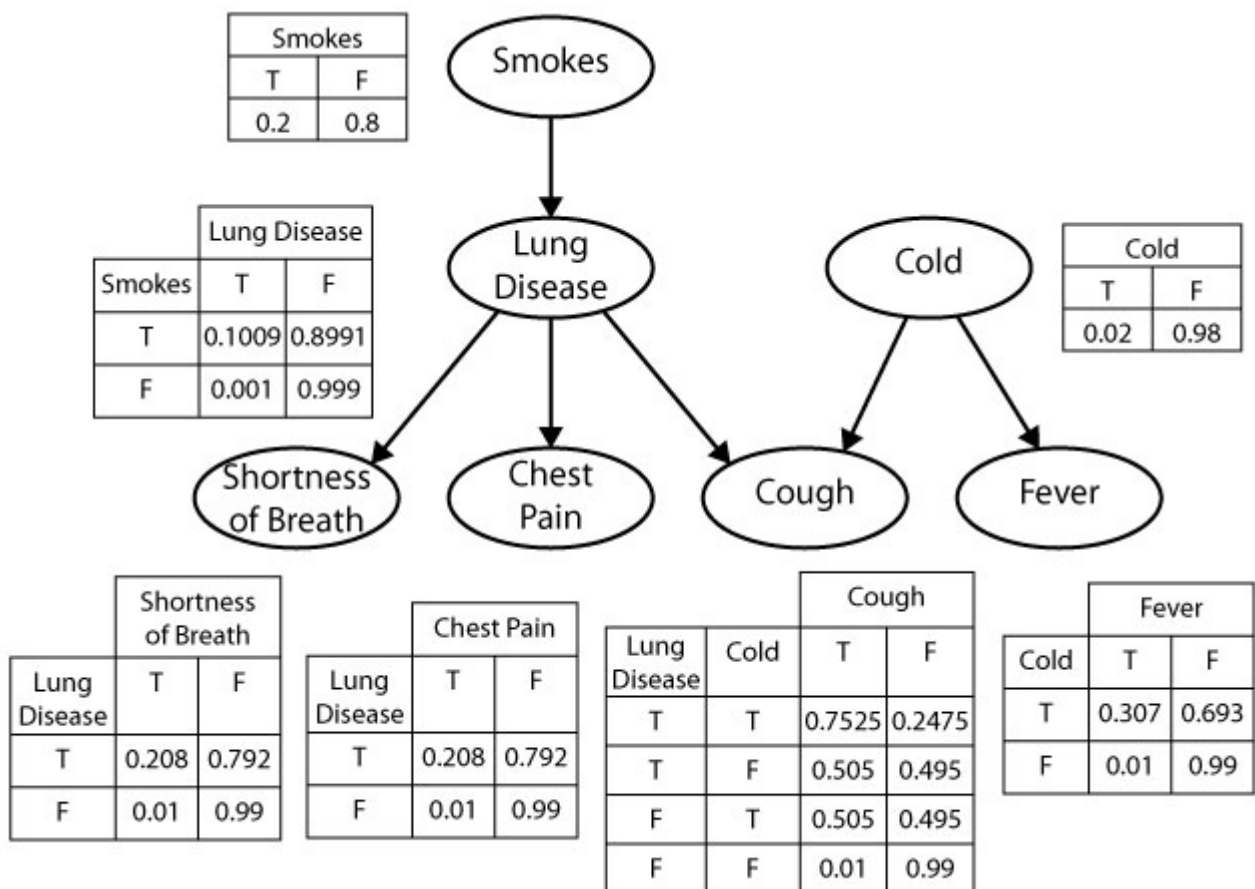 Smokes
T F
0.2 0.8
Smokes
Lung Disease
Smokes T F
T 0.1009 0.8991
F 0.001 0.999
Lung
Disease
Cold
Cold
T F
0.02 0.98
Shortness
of Breath
Chest
Pain
Cough
Fever
Shortness
of Breath
Lung
Disease T F
T 0.208 0.792
F 0.01 0.99
Chest Pain
Lung
Disease T F
T 0.208 0.792
F 0.01 0.99
Cough
Lung
Disease Cold T F
T T 0.7525 0.2475
T F 0.505 0.495
F T 0.505 0.495
F F 0.01 0.99
Fever
Cold T F
T 0.307 0.693
F 0.01 0.99